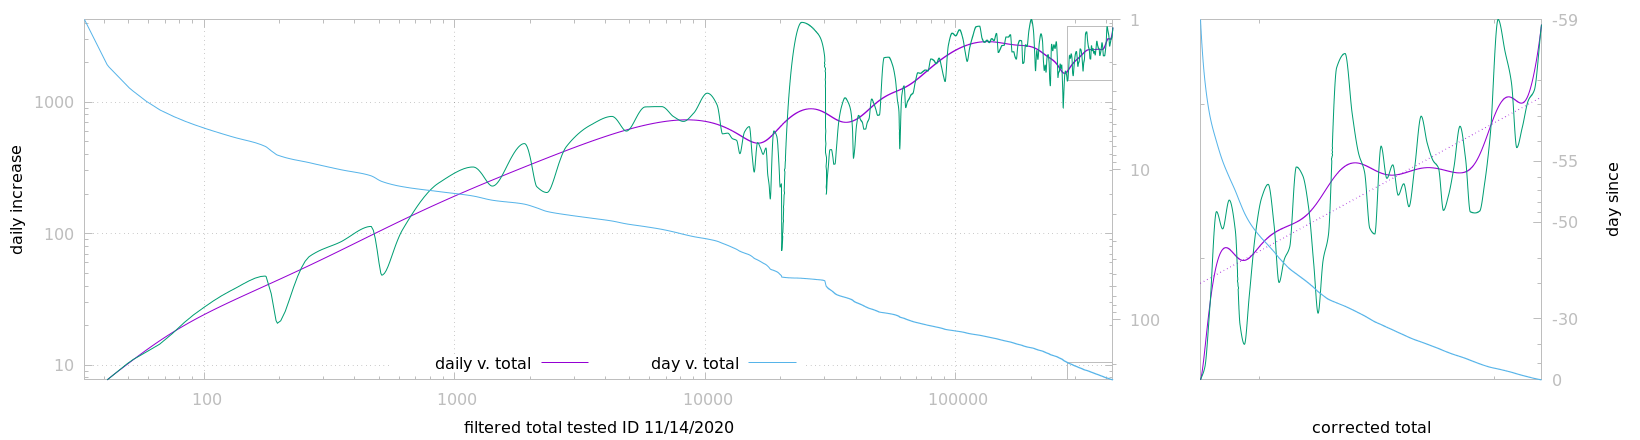 1
-59
1000
daily increase
10
-55
day since
100
-50
100
-30
10
daily v. total
day v. total
0
100
1000
10000
100000
filtered total tested ID 11/14/2020
corrected total